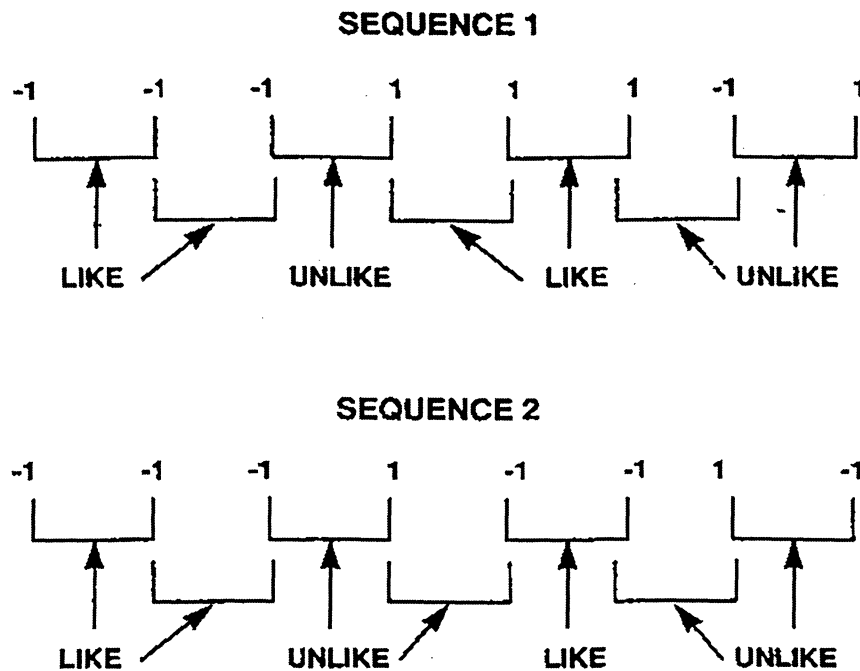 SEQUENCE 1
-1 -1 -1 1 1 1 -1 1
LIKE UNLIKE LIKE UNLIKE
SEQUENCE 2
-1 -1 -1 1 -1 -1 1 -1
LIKE UNLIKE LIKE UNLIKE